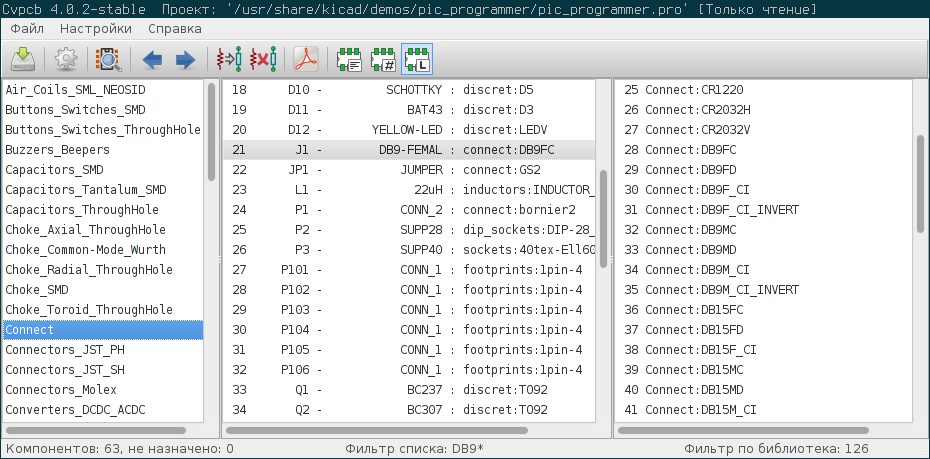 Cvpcb 4.0.2-stable  Проект: '/usr/share/kicad/demos/pic_programmer/pic_programmer.pro' [Только чтение]
Файл Настройки Справка
L
Air_Coils_SML_NEOSID
Buttons_Switches_SMD
Buttons_Switches_ThroughHole
Buzzers_Beepers
Capacitors_SMD
Capacitors_Tantalum_SMD
Capacitors_ThroughHole
Choke_Axial_ThroughHole
Choke_Common-Mode_Wurth
Choke_Radial_ThroughHole
Choke_SMD
Choke_Toroid_ThroughHole
Connect
Connectors_JST_PH
Connectors_JST_SH
Connectors_Molex
Converters_DCDC_ACDC
18 D10 - SCHOTTKY : discret:D5
19 D11 - BAT43 : discret:D3
20 D12 - YELLOW-LED : discret:LEDV
21 J1 - DB9-FEMAL : connect:DB9FC
22 JP1 - JUMPER : connect:GS2
23 L1 - 22uH : inductors:INDUCTOR_
24 P1 - CONN_2 : connect:bornier2
25 P2 - SUPP28 : dip_sockets:DIP-28_
26 P3 - SUPP40 : sockets:40tex-Ell60
27 P101 - CONN_1 : footprints:1pin-4
28 P102 - CONN_1 : footprints:1pin-4
29 P103 - CONN_1 : footprints:1pin-4
30 P104 - CONN_1 : footprints:1pin-4
31 P105 - CONN_1 : footprints:1pin-4
32 P106 - CONN_1 : footprints:1pin-4
33 Q1 - BC237 : discret:TO92
34 Q2 - BC307 : discret:TO92
25 Connect:CR1220
26 Connect:CR2032H
27 Connect:CR2032V
28 Connect:DB9FC
29 Connect:DB9FD
30 Connect:DB9F_CI
31 Connect:DB9F_CI_INVERT
32 Connect:DB9MC
33 Connect:DB9MD
34 Connect:DB9M_CI
35 Connect:DB9M_CI_INVERT
36 Connect:DB15FC
37 Connect:DB15FD
38 Connect:DB15F_CI
39 Connect:DB15MC
40 Connect:DB15MD
41 Connect:DB15M_CI
Компонентов: 63, не назначено: 0 Фильтр списка: DB9* Фильтр по библиотека: 126